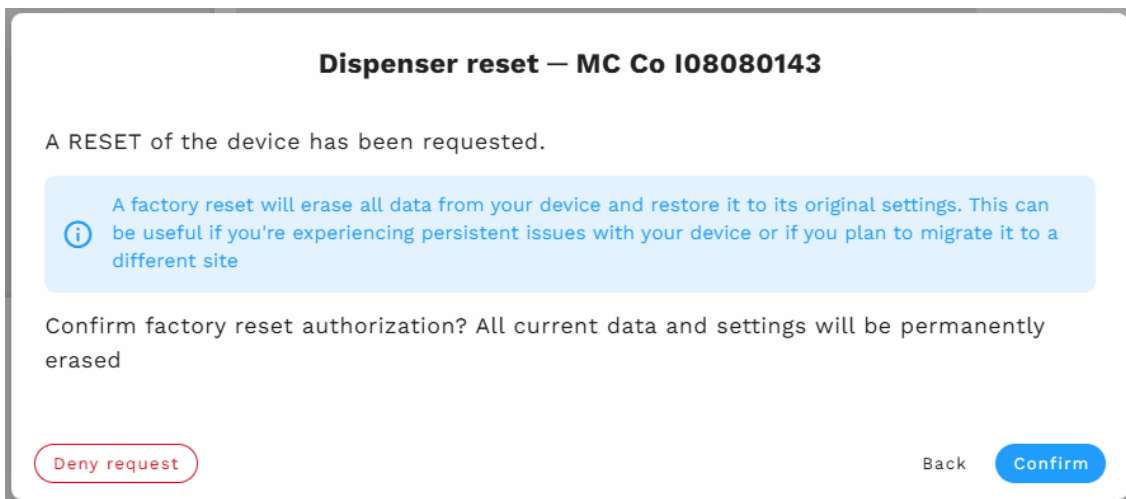 Dispenser reset — MC Co I08080143
A RESET of the device has been requested.
A factory reset will erase all data from your device and restore it to its original settings. This can
be useful if you're experiencing persistent issues with your device or if you plan to migrate it to a
different site
Confirm factory reset authorization? All current data and settings will be permanently
erased
Deny request
Back
Confirm